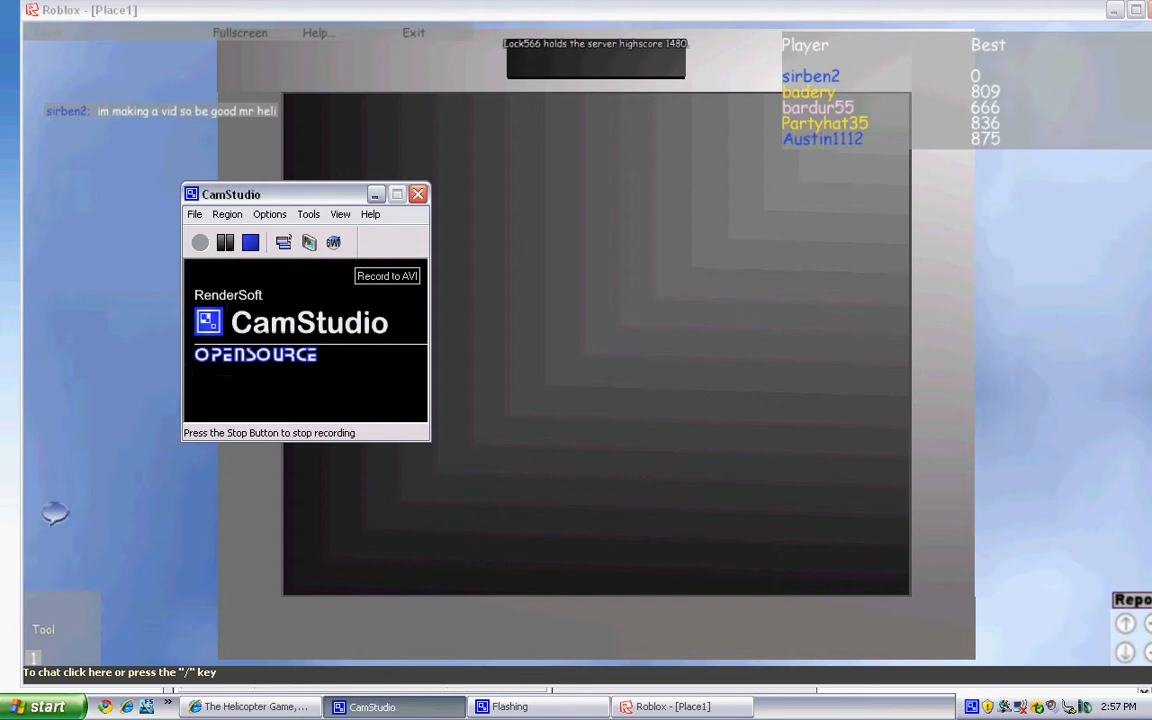 Roblox - [Place1]
Fullscreen Help... Exit
Lock566 holds the server highscore 1480
Player Best
sirben2 0
badery 809
bardur55 666
Partyhat35 836
Austin1112 875
sirben2: im making a vid so be good mr heli
CamStudio
File Region Options Tools View Help
Record to AVI
RenderSoft
CamStudio
OPENSOURCE
Press the Stop Button to stop recording
Tool
1
Repo
To chat click here or press the "/" key
start » The Helicopter Game,... CamStudio Flashing Roblox - [Place1] 2:57 PM